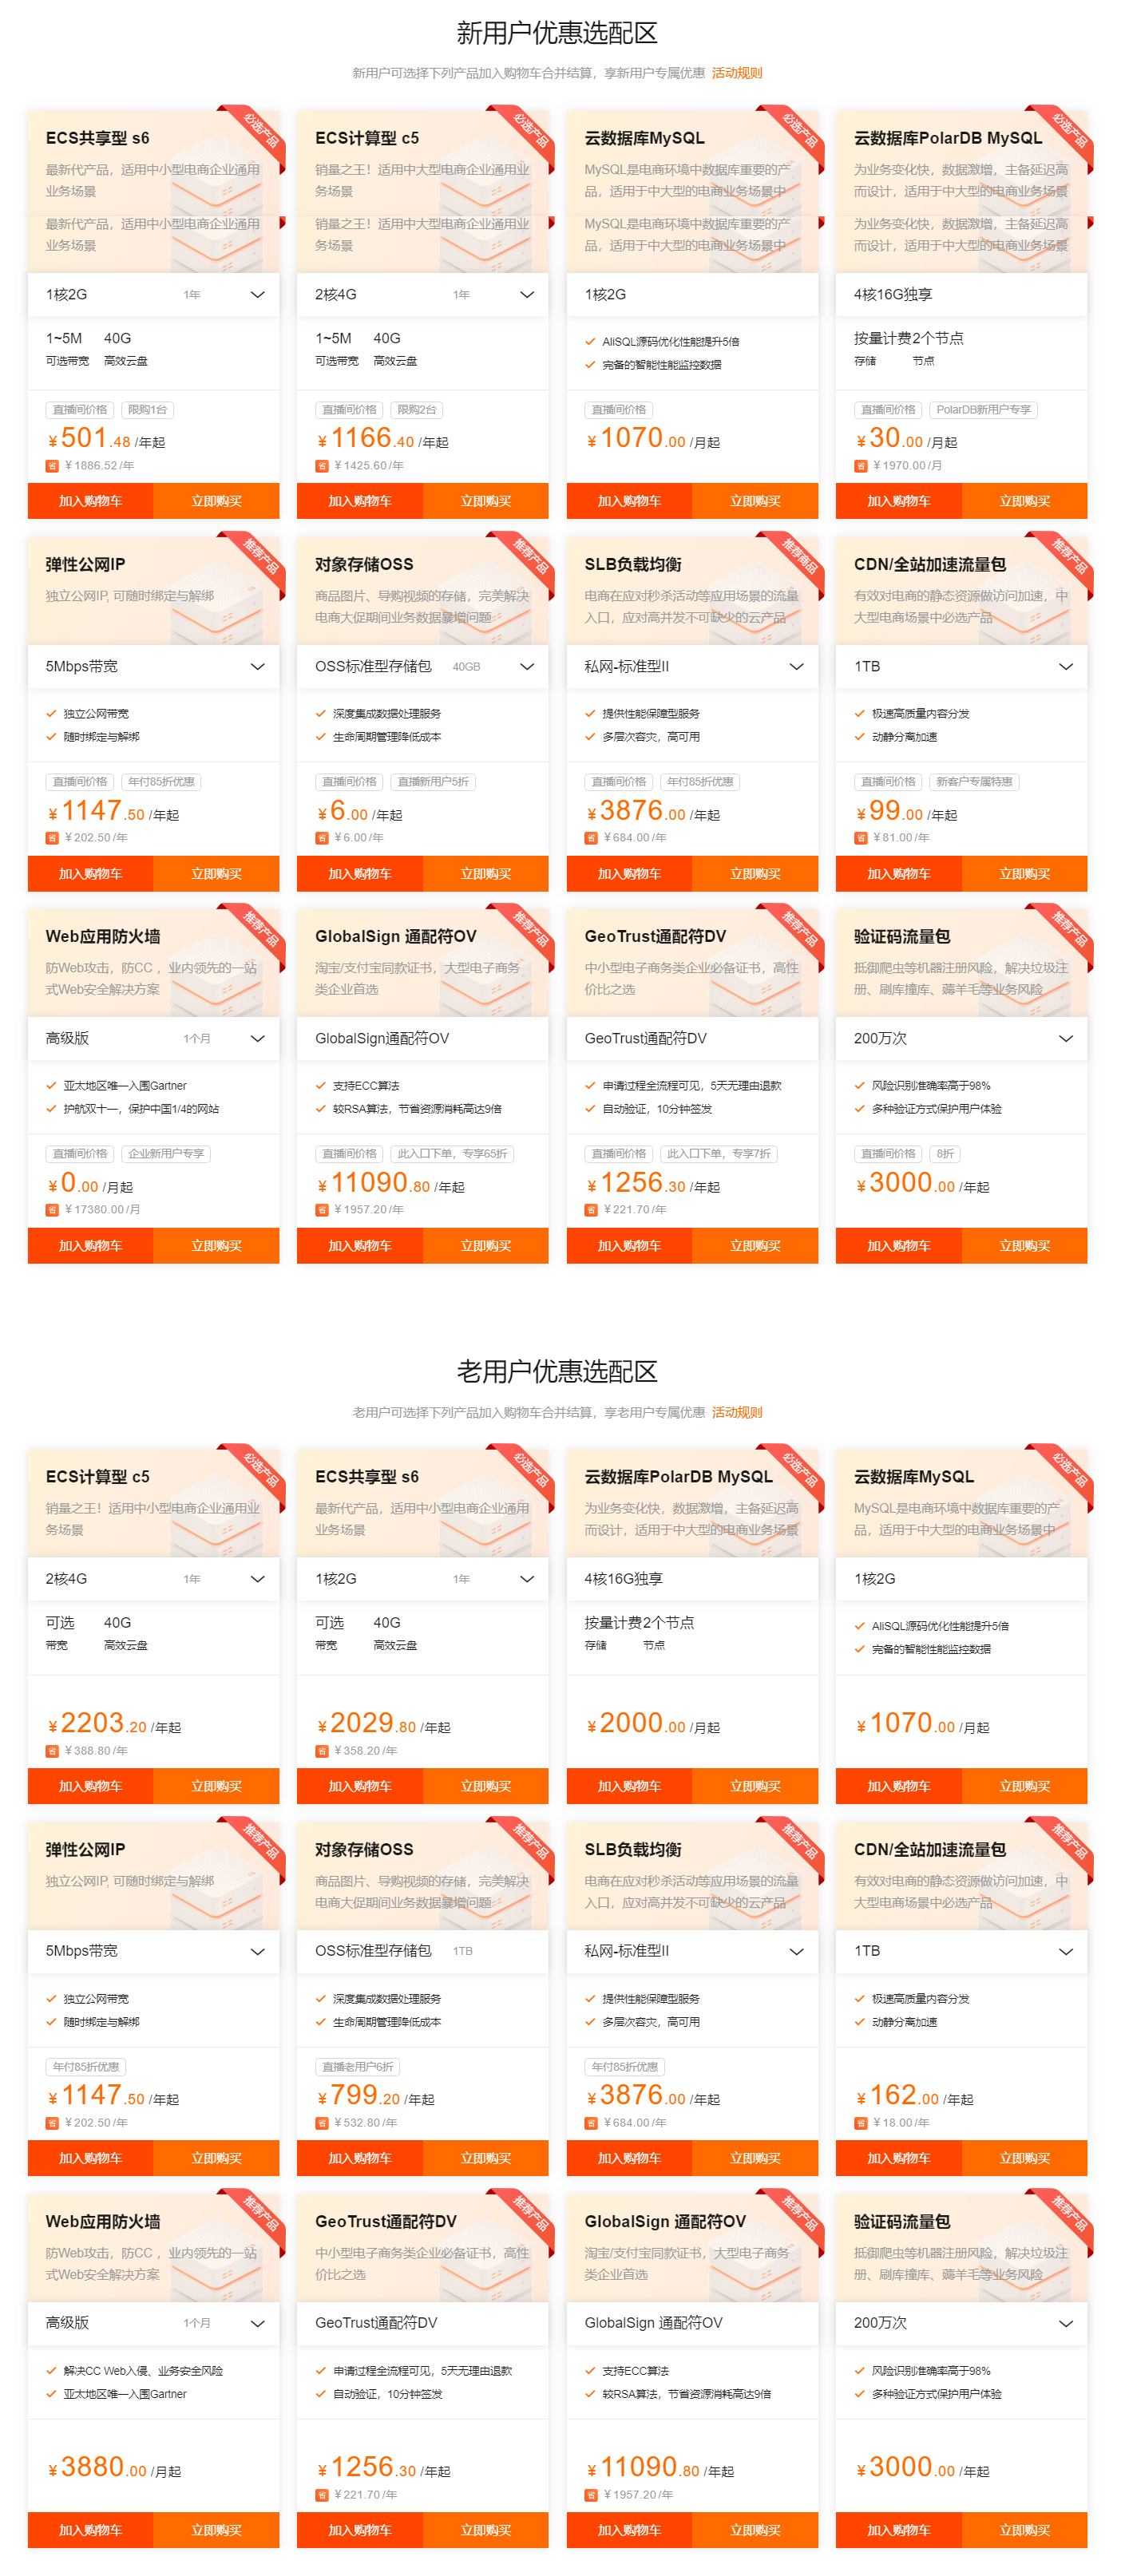 新用户优惠选配区
新用户可选择下列产品加入购物车合并结算，享新用户专属优惠 活动规则
必选产品
ECS共享型 s6
最新代产品，适用中小型电商企业通用
业务场景
最新代产品，适用中小型电商企业通用
业务场景
1核2G 1年
1~5M 40G
可选带宽 高效云盘
直播间价格 限购1台
￥501.48 /年起
省 ￥1886.52/年
加入购物车 立即购买
必选产品
ECS计算型 c5
销量之王！适用中大型电商企业通用业
务场景
销量之王！适用中大型电商企业通用业
务场景
2核4G 1年
1~5M 40G
可选带宽 高效云盘
直播间价格 限购2台
￥1166.40 /年起
省 ￥1425.60/年
加入购物车 立即购买
必选产品
云数据库MySQL
MySQL是电商环境中数据库重要的产
品，适用于中大型的电商业务场景中
MySQL是电商环境中数据库重要的产
品，适用于中大型的电商业务场景中
1核2G
AliSQL源码优化性能提升5倍
完备的智能性能监控数据
直播间价格
￥1070.00 /月起
加入购物车 立即购买
必选产品
云数据库PolarDB MySQL
为业务变化快，数据激增，主备延迟高
而设计，适用于中大型的电商业务场景
为业务变化快，数据激增，主备延迟高
而设计，适用于中大型的电商业务场景
4核16G独享
按量计费 2个节点
存储 节点
直播间价格 PolarDB新用户专享
￥30.00 /月起
省 ￥1970.00/月
加入购物车 立即购买
推荐产品
弹性公网IP
独立公网IP, 可随时绑定与解绑
5Mbps带宽
独立公网带宽
随时绑定与解绑
直播间价格 年付85折优惠
￥1147.50 /年起
省 ￥202.50/年
加入购物车 立即购买
推荐产品
对象存储OSS
商品图片、导购视频的存储，完美解决
电商大促期间业务数据暴增问题
OSS标准型存储包 40GB
深度集成数据处理服务
生命周期管理降低成本
直播间价格 直播新用户5折
￥6.00 /年起
省 ￥6.00/年
加入购物车 立即购买
推荐商品
SLB负载均衡
电商在应对秒杀活动等应用场景的流量
入口，应对高并发不可缺少的云产品
私网-标准型II
提供性能保障型服务
多层次容灾，高可用
直播间价格 年付85折优惠
￥3876.00 /年起
省 ￥684.00/年
加入购物车 立即购买
推荐产品
CDN/全站加速流量包
有效对电商的静态资源做访问加速，中
大型电商场景中必选产品
1TB
极速高质量内容分发
动静分离加速
直播间价格 新客户专属特惠
￥99.00 /年起
省 ￥81.00/年
加入购物车 立即购买
推荐产品
Web应用防火墙
防Web攻击，防CC ，业内领先的一站
式Web安全解决方案
高级版 1个月
亚太地区唯一入围Gartner
护航双十一，保护中国1/4的网站
直播间价格 企业新用户专享
￥0.00 /月起
省 ￥17380.00/月
加入购物车 立即购买
推荐产品
GlobalSign 通配符OV
淘宝/支付宝同款证书，大型电子商务
类企业首选
GlobalSign通配符OV
支持ECC算法
较RSA算法，节省资源消耗高达9倍
直播间价格 此入口下单，专享65折
￥11090.80 /年起
省 ￥1957.20/年
加入购物车 立即购买
推荐产品
GeoTrust通配符DV
中小型电子商务类企业必备证书，高性
价比之选
GeoTrust通配符DV
申请过程全流程可见，5天无理由退款
自动验证，10分钟签发
直播间价格 此入口下单，专享7折
￥1256.30 /年起
省 ￥221.70/年
加入购物车 立即购买
推荐产品
验证码流量包
抵御爬虫等机器注册风险，解决垃圾注
册、刷库撞库、薅羊毛等业务风险
200万次
风险识别准确率高于98%
多种验证方式保护用户体验
直播间价格 8折
￥3000.00 /年起
加入购物车 立即购买
老用户优惠选配区
老用户可选择下列产品加入购物车合并结算，享老用户专属优惠 活动规则
必选产品
ECS计算型 c5
销量之王！适用中小型电商企业通用业
务场景
2核4G 1年
可选 40G
带宽 高效云盘
￥2203.20 /年起
省 ￥388.80/年
加入购物车 立即购买
必选产品
ECS共享型 s6
最新代产品，适用中小型电商企业通用
业务场景
1核2G 1年
可选 40G
带宽 高效云盘
￥2029.80 /年起
省 ￥358.20/年
加入购物车 立即购买
必选产品
云数据库PolarDB MySQL
为业务变化快，数据激增，主备延迟高
而设计，适用于中大型的电商业务场景
4核16G独享
按量计费 2个节点
存储 节点
￥2000.00 /月起
加入购物车 立即购买
必选产品
云数据库MySQL
MySQL是电商环境中数据库重要的产
品，适用于中大型的电商业务场景中
1核2G
AliSQL源码优化性能提升5倍
完备的智能性能监控数据
￥1070.00 /月起
加入购物车 立即购买
推荐产品
弹性公网IP
独立公网IP, 可随时绑定与解绑
5Mbps带宽
独立公网带宽
随时绑定与解绑
年付85折优惠
￥1147.50 /年起
省 ￥202.50/年
加入购物车 立即购买
推荐产品
对象存储OSS
商品图片、导购视频的存储，完美解决
电商大促期间业务数据暴增问题
OSS标准型存储包 1TB
深度集成数据处理服务
生命周期管理降低成本
直播老用户6折
￥799.20 /年起
省 ￥532.80/年
加入购物车 立即购买
推荐产品
SLB负载均衡
电商在应对秒杀活动等应用场景的流量
入口，应对高并发不可缺少的云产品
私网-标准型II
提供性能保障型服务
多层次容灾，高可用
年付85折优惠
￥3876.00 /年起
省 ￥684.00/年
加入购物车 立即购买
推荐产品
CDN/全站加速流量包
有效对电商的静态资源做访问加速，中
大型电商场景中必选产品
1TB
极速高质量内容分发
动静分离加速
￥162.00 /年起
省 ￥18.00/年
加入购物车 立即购买
推荐产品
Web应用防火墙
防Web攻击，防CC ，业内领先的一站
式Web安全解决方案
高级版 1个月
解决CC Web入侵、业务安全风险
亚太地区唯一入围Gartner
￥3880.00 /月起
加入购物车 立即购买
推荐产品
GeoTrust通配符DV
中小型电子商务类企业必备证书，高性
价比之选
GeoTrust通配符DV
申请过程全流程可见，5天无理由退款
自动验证，10分钟签发
￥1256.30 /年起
省 ￥221.70/年
加入购物车 立即购买
推荐产品
GlobalSign 通配符OV
淘宝/支付宝同款证书，大型电子商务
类企业首选
GlobalSign 通配符OV
支持ECC算法
较RSA算法，节省资源消耗高达9倍
￥11090.80 /年起
省 ￥1957.20/年
加入购物车 立即购买
推荐产品
验证码流量包
抵御爬虫等机器注册风险，解决垃圾注
册、刷库撞库、薅羊毛等业务风险
200万次
风险识别准确率高于98%
多种验证方式保护用户体验
￥3000.00 /年起
加入购物车 立即购买